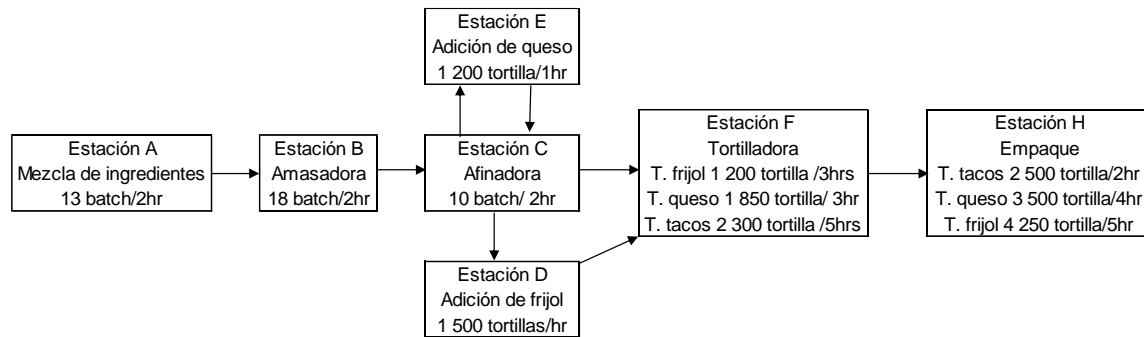 Estación E
Adición de queso
1 200 tortilla/1hr
Estación A
Mezcla de ingredientes
13 batch/2hr
Estación B
Amasadora
18 batch/2hr
Estación C
Afinadora
10 batch/ 2hr
Estación F
Tortilladora
T. frijol 1 200 tortilla /3hrs
T. queso 1 850 tortilla/ 3hr
T. tacos 2 300 tortilla /5hrs
Estación H
Empaque
T. tacos 2 500 tortilla/2hr
T. queso 3 500 tortilla/4hr
T. frijol 4 250 tortilla/5hr
Estación D
Adición de frijol
1 500 tortillas/hr